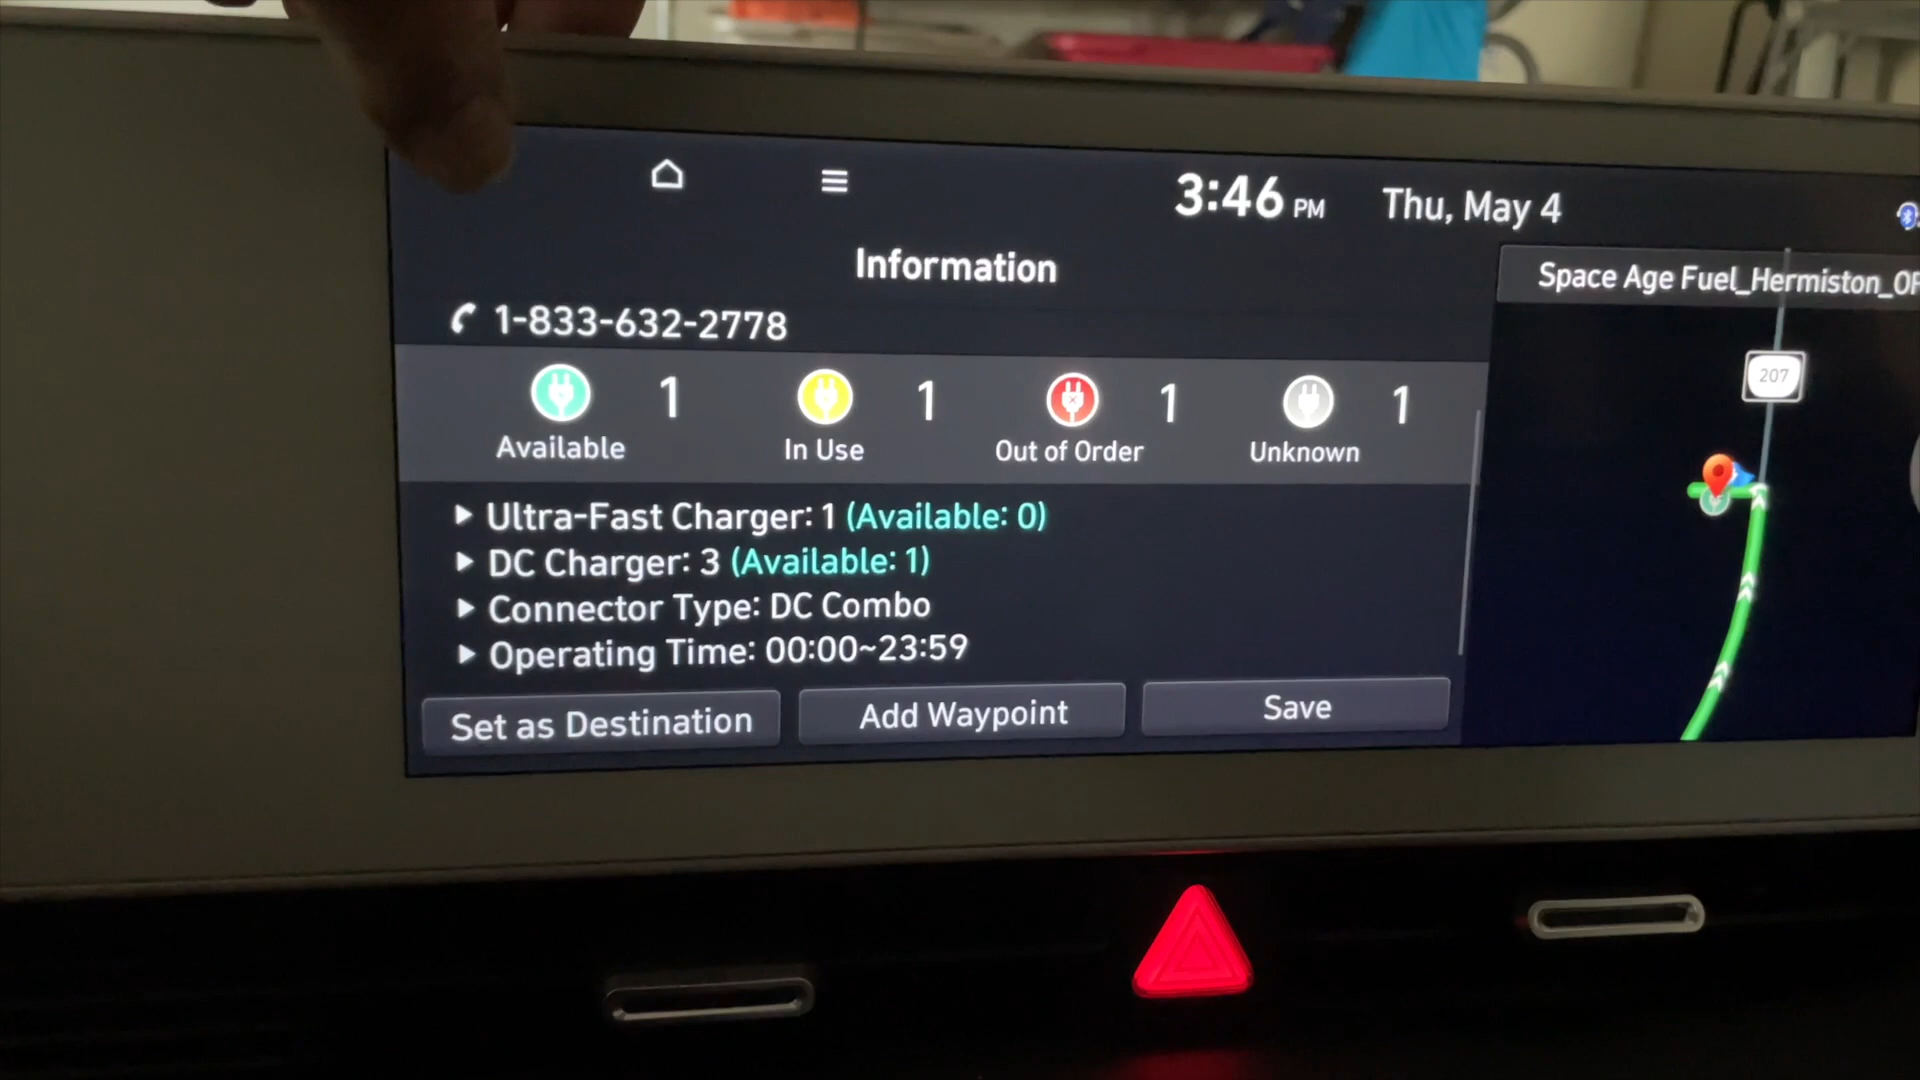 3:46 PM Thu, May 4
Information
1-833-632-2778
1 1 1 1
Available In Use Out of Order Unknown
Ultra-Fast Charger: 1 (Available: 0)
DC Charger: 3 (Available: 1)
Connector Type: DC Combo
Operating Time: 00:00~23:59
Set as Destination Add Waypoint Save
Space Age Fuel_Hermiston_OR
207